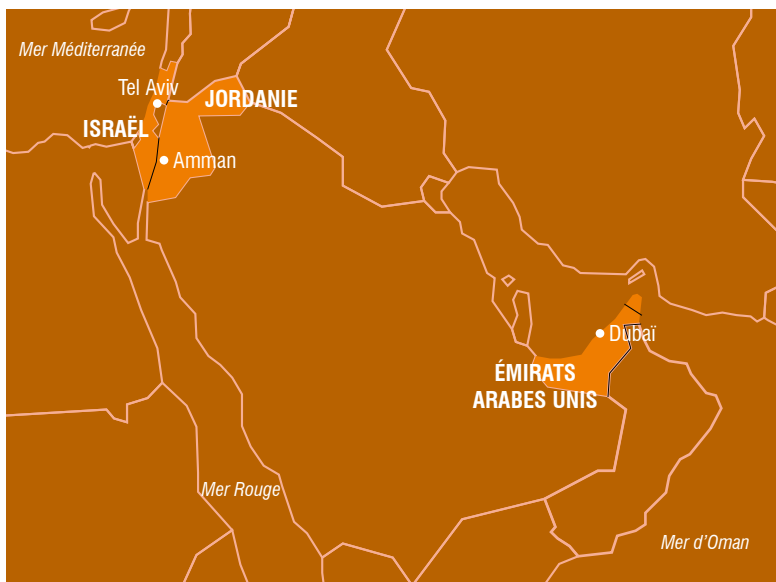 Mer Méditerranée
Tel Aviv
JORDANIE
ISRAËL
Amman
Dubaï
ÉMIRATS
ARABES UNIS
Mer Rouge
Mer d’Oman